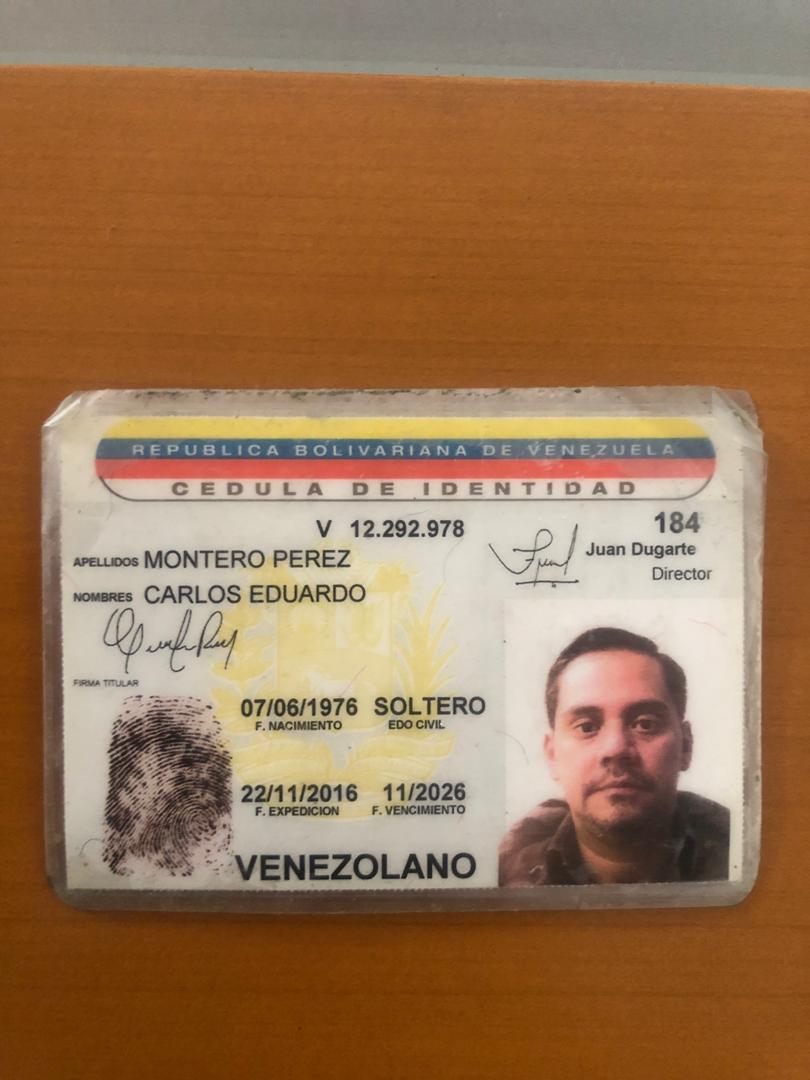 REPUBLICA BOLIVARIANA DE VENEZUELA
CEDULA DE IDENTIDAD
V 12.292.978
184
APELLIDOS MONTERO PEREZ
Juan Dugarte
Director
NOMBRES CARLOS EDUARDO
FIRMA TITULAR
07/06/1976 SOLTERO
F. NACIMIENTO EDO CIVIL
22/11/2016 11/2026
F. EXPEDICION F. VENCIMIENTO
VENEZOLANO